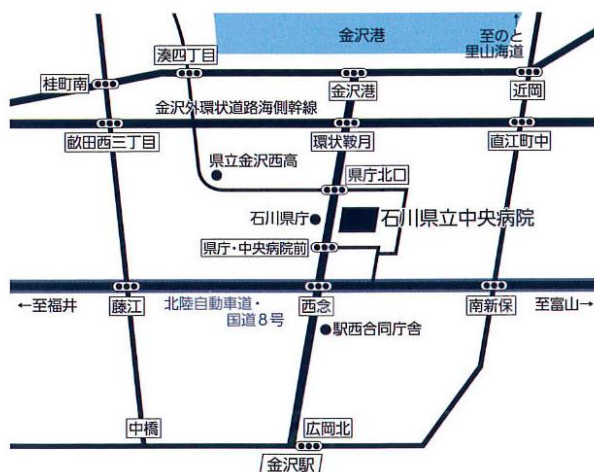 金沢港
至のと
里山海道
湊四丁目
桂町南
金沢港
近岡
金沢外環状道路海側幹線
畝田西三丁目
環状鞍月
直江町中
県立金沢西高
県庁北口
石川県庁
石川県立中央病院
県庁・中央病院前
←至福井
藤江
北陸自動車道・
国道8号
西念
南新保
至富山→
駅西合同庁舎
中橋
広岡北
金沢駅